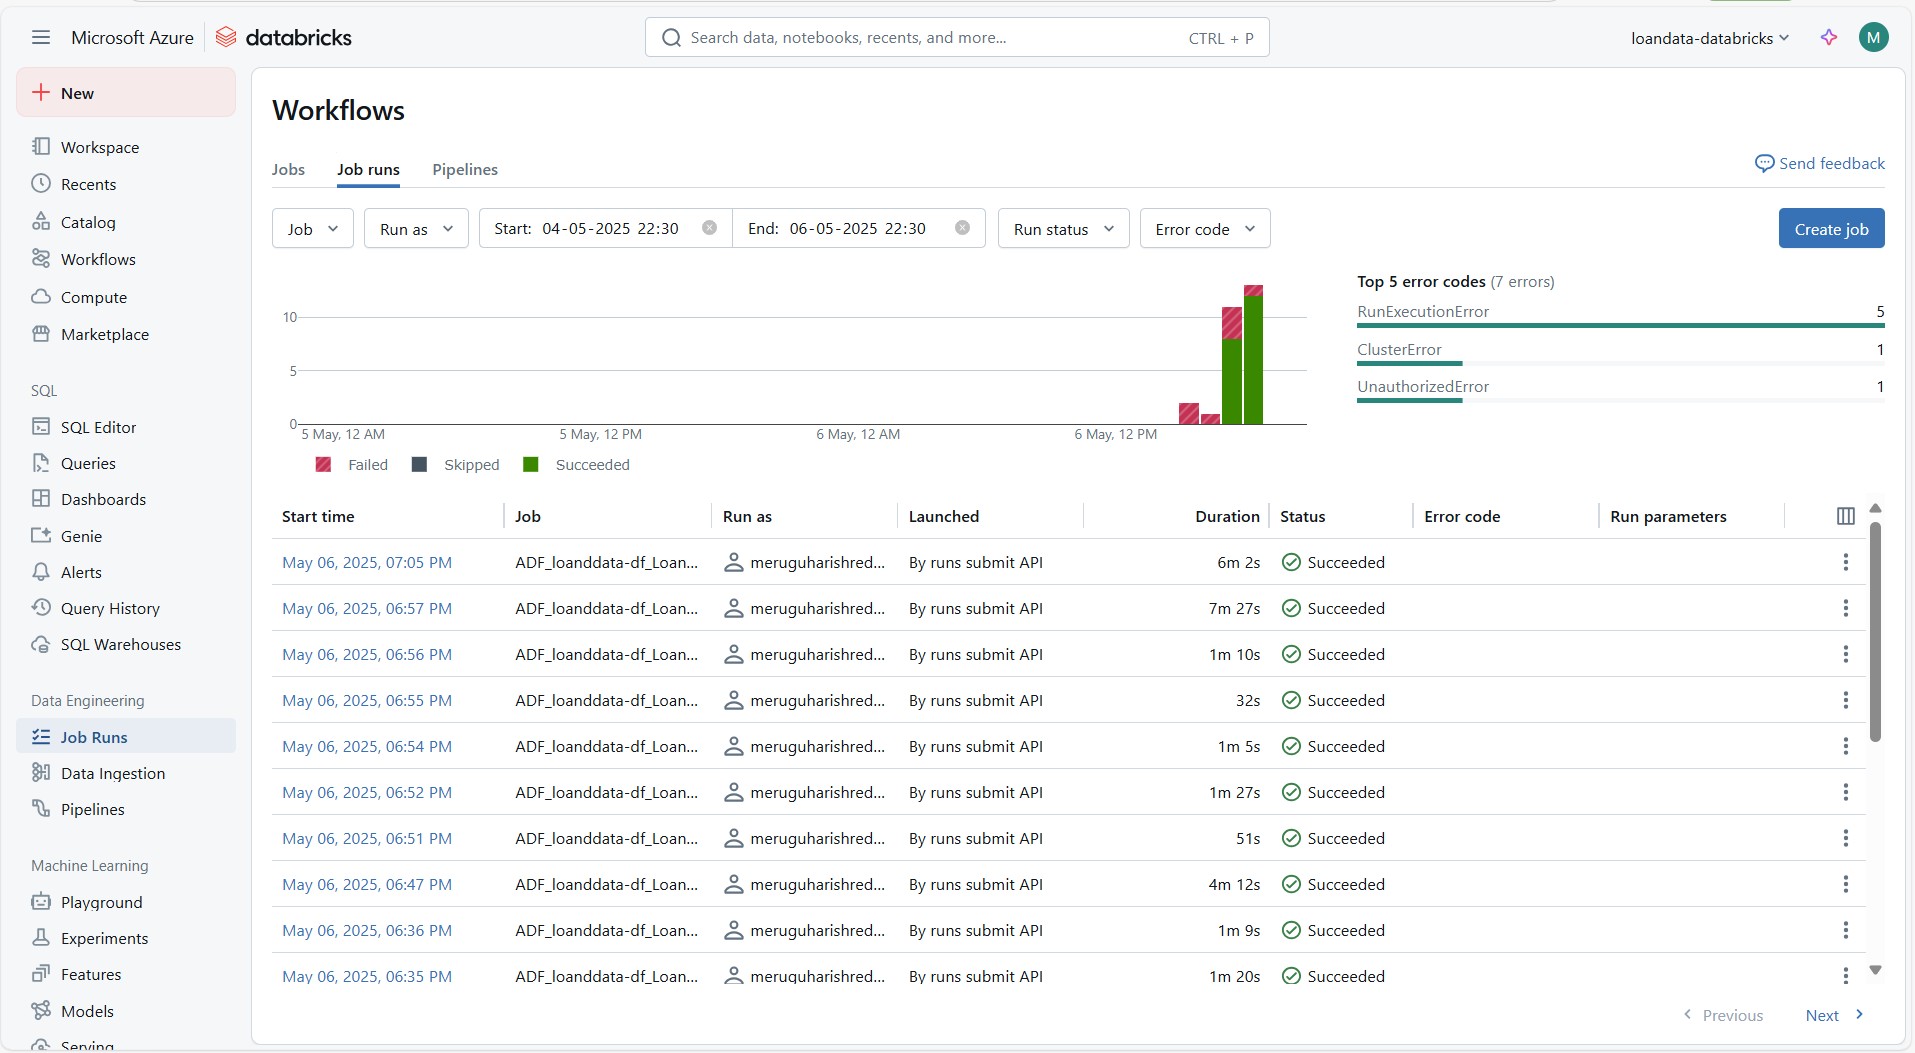 Microsoft Azure databricks
Search data, notebooks, recents, and more... CTRL + P
loandata-databricks M
New
Workspace
Recents
Catalog
Workflows
Compute
Marketplace
SQL
SQL Editor
Queries
Dashboards
Genie
Alerts
Query History
SQL Warehouses
Data Engineering
Job Runs
Data Ingestion
Pipelines
Machine Learning
Playground
Experiments
Features
Models
Serving
Workflows
Jobs Job runs Pipelines
Send feedback
Job Run as Start: 04-05-2025 22:30 End: 06-05-2025 22:30 Run status Error code
Create job
10
5
0
5 May, 12 AM 5 May, 12 PM 6 May, 12 AM 6 May, 12 PM
Failed Skipped Succeeded
Top 5 error codes (7 errors)
RunExecutionError 5
ClusterError 1
UnauthorizedError 1
Start time Job Run as Launched Duration Status Error code Run parameters
May 06, 2025, 07:05 PM ADF_loanddata-df_Loan... meruguharishred... By runs submit API 6m 2s Succeeded
May 06, 2025, 06:57 PM ADF_loanddata-df_Loan... meruguharishred... By runs submit API 7m 27s Succeeded
May 06, 2025, 06:56 PM ADF_loanddata-df_Loan... meruguharishred... By runs submit API 1m 10s Succeeded
May 06, 2025, 06:55 PM ADF_loanddata-df_Loan... meruguharishred... By runs submit API 32s Succeeded
May 06, 2025, 06:54 PM ADF_loanddata-df_Loan... meruguharishred... By runs submit API 1m 5s Succeeded
May 06, 2025, 06:52 PM ADF_loanddata-df_Loan... meruguharishred... By runs submit API 1m 27s Succeeded
May 06, 2025, 06:51 PM ADF_loanddata-df_Loan... meruguharishred... By runs submit API 51s Succeeded
May 06, 2025, 06:47 PM ADF_loanddata-df_Loan... meruguharishred... By runs submit API 4m 12s Succeeded
May 06, 2025, 06:36 PM ADF_loanddata-df_Loan... meruguharishred... By runs submit API 1m 9s Succeeded
May 06, 2025, 06:35 PM ADF_loanddata-df_Loan... meruguharishred... By runs submit API 1m 20s Succeeded
Previous Next